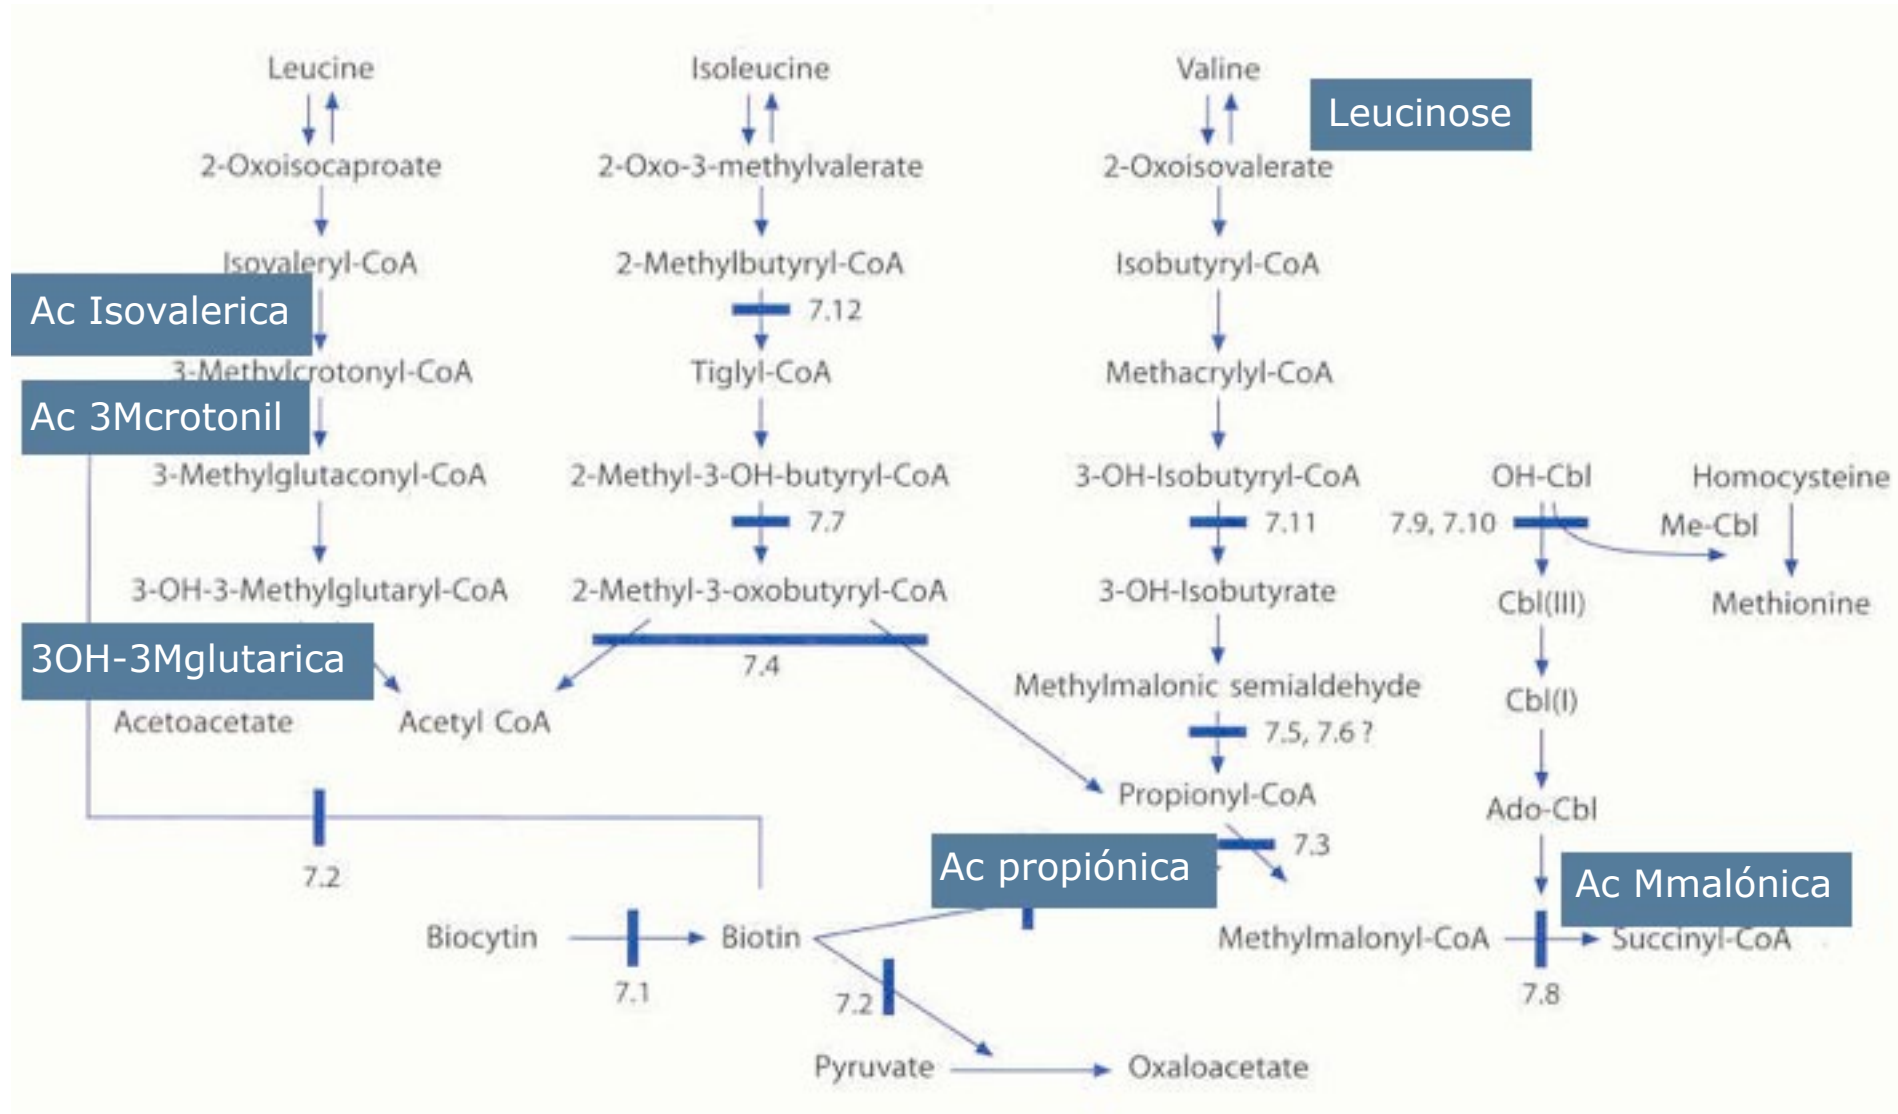 Leucine
Isoleucine
Valine
Leucinose
2-Oxoisocaproate
2-Oxo-3-methylvalerate
2-Oxoisovalerate
Isovaleryl-CoA
2-Methylbutyryl-CoA
Isobutyryl-CoA
Ac Isovalerica
7.12
3-Methylcrotonyl-CoA
Tiglyl-CoA
Methacrylyl-CoA
Ac 3Mcrotonil
3-Methylglutaconyl-CoA
2-Methyl-3-OH-butyryl-CoA
3-OH-Isobutyryl-CoA
OH-Cbl
Homocysteine
7.7
7.11
7.9, 7.10
Me-Cbl
3-OH-3-Methylglutaryl-CoA
2-Methyl-3-oxobutyryl-CoA
3-OH-Isobutyrate
Cbl(III)
Methionine
3OH-3Mglutarica
7.4
Methylmalonic semialdehyde
Cbl(I)
Acetoacetate
Acetyl CoA
7.5, 7.6 ?
Propionyl-CoA
Ado-Cbl
7.3
Ac propiónica
Ac Mmalónica
7.2
Biocytin
Biotin
Methylmalonyl-CoA
Succinyl-CoA
7.1
7.2
7.8
Pyruvate
Oxaloacetate